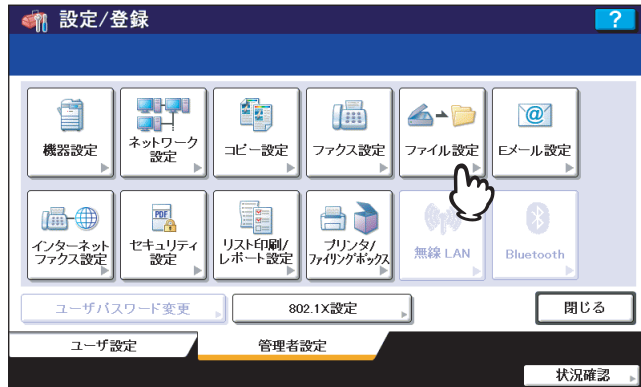 設定/登録
?
機器設定
ネットワーク
設定
コピー設定
ファクス設定
ファイル設定
Eメール設定
インターネット
ファクス設定
PDF
セキュリティ
設定
リスト印刷/
レポート設定
プリンタ/
ファイリングボックス
無線 LAN
Bluetooth
ユーザパスワード変更
802.1X設定
閉じる
ユーザ設定
管理者設定
状況確認